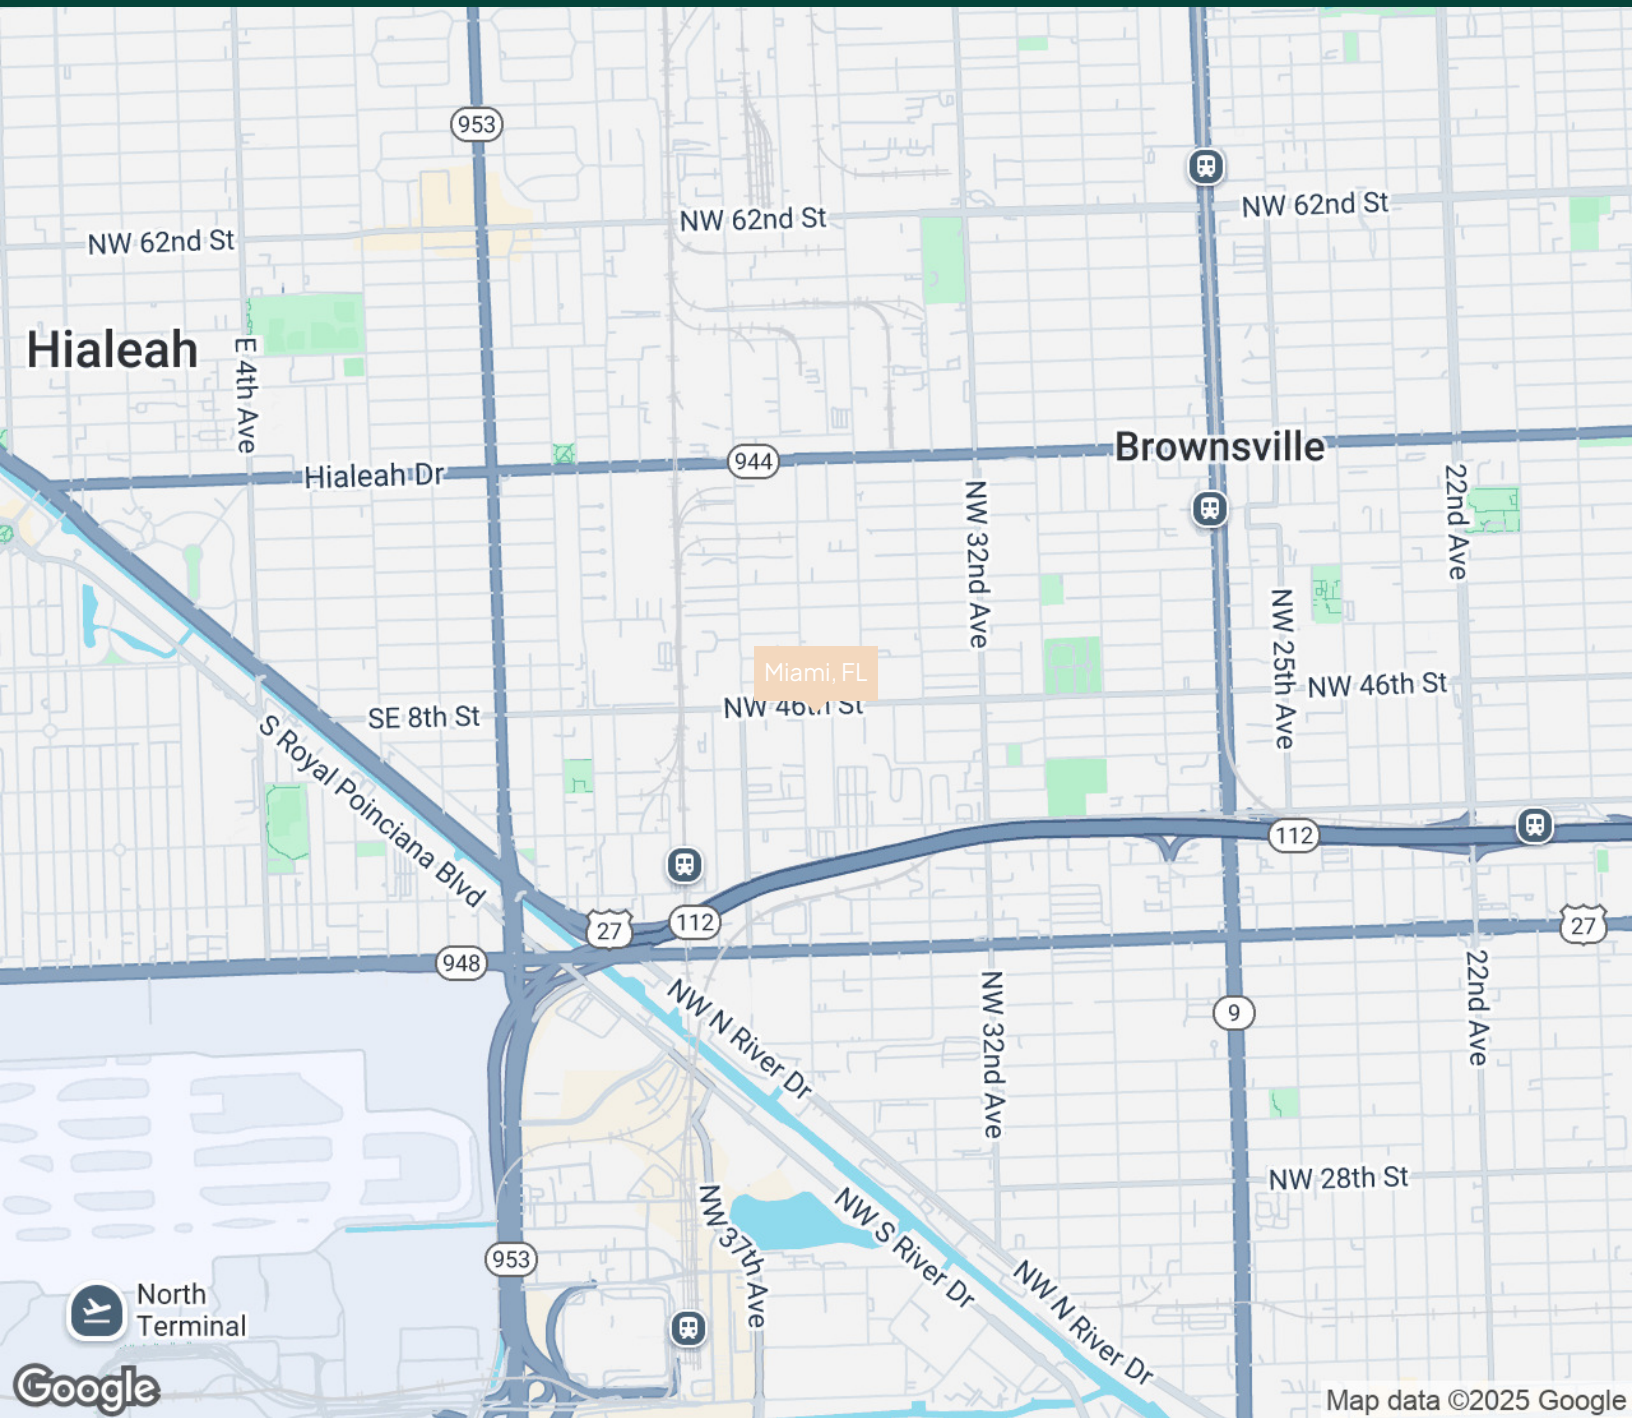 953
NW 62nd St
NW 62nd St
NW 62nd St
Hialeah
E 4th Ave
Brownsville
944
Hialeah Dr
22nd Ave
NW 32nd Ave
NW 25th Ave
Miami, FL
NW 46th St
NW 46th St
SE 8th St
S Royal Poinciana Blvd
112
27
112
27
948
22nd Ave
NW N River Dr
NW 32nd Ave
9
NW 28th St
NW 37th Ave
NW S River Dr
953
NW N River Dr
North
Terminal
Google
Map data ©2025 Google